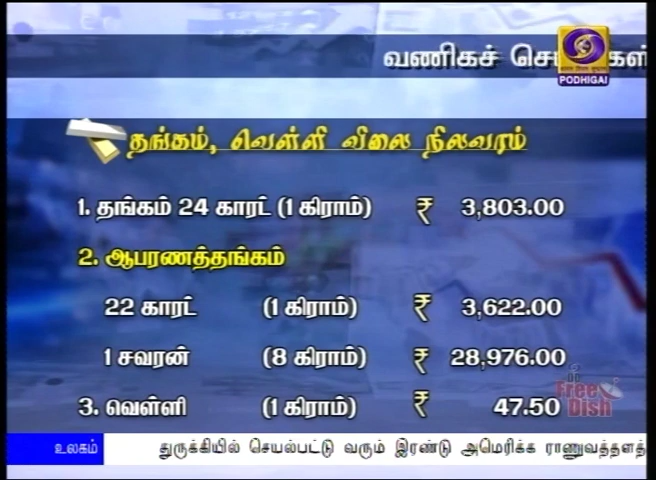 வணிகச்
PODHIGAI
தங்கம், வெள்ளி விலை நிலவரம்
1. தங்கம் 24 காரட் (1 கிராம்) ₹ 3,803.00
2. ஆபரணத்தங்கம்
22 காரட் (1 கிராம்) ₹ 3,622.00
1 சவரன் (8 கிராம்) ₹ 28,976.00
3. வெள்ளி (1 கிராம்) ₹ 47.50
DD Free Dish
உலகம் துருக்கியில் செயல்பட்டு வரும் இரண்டு அமெரிக்க ராணுவத்தளத்